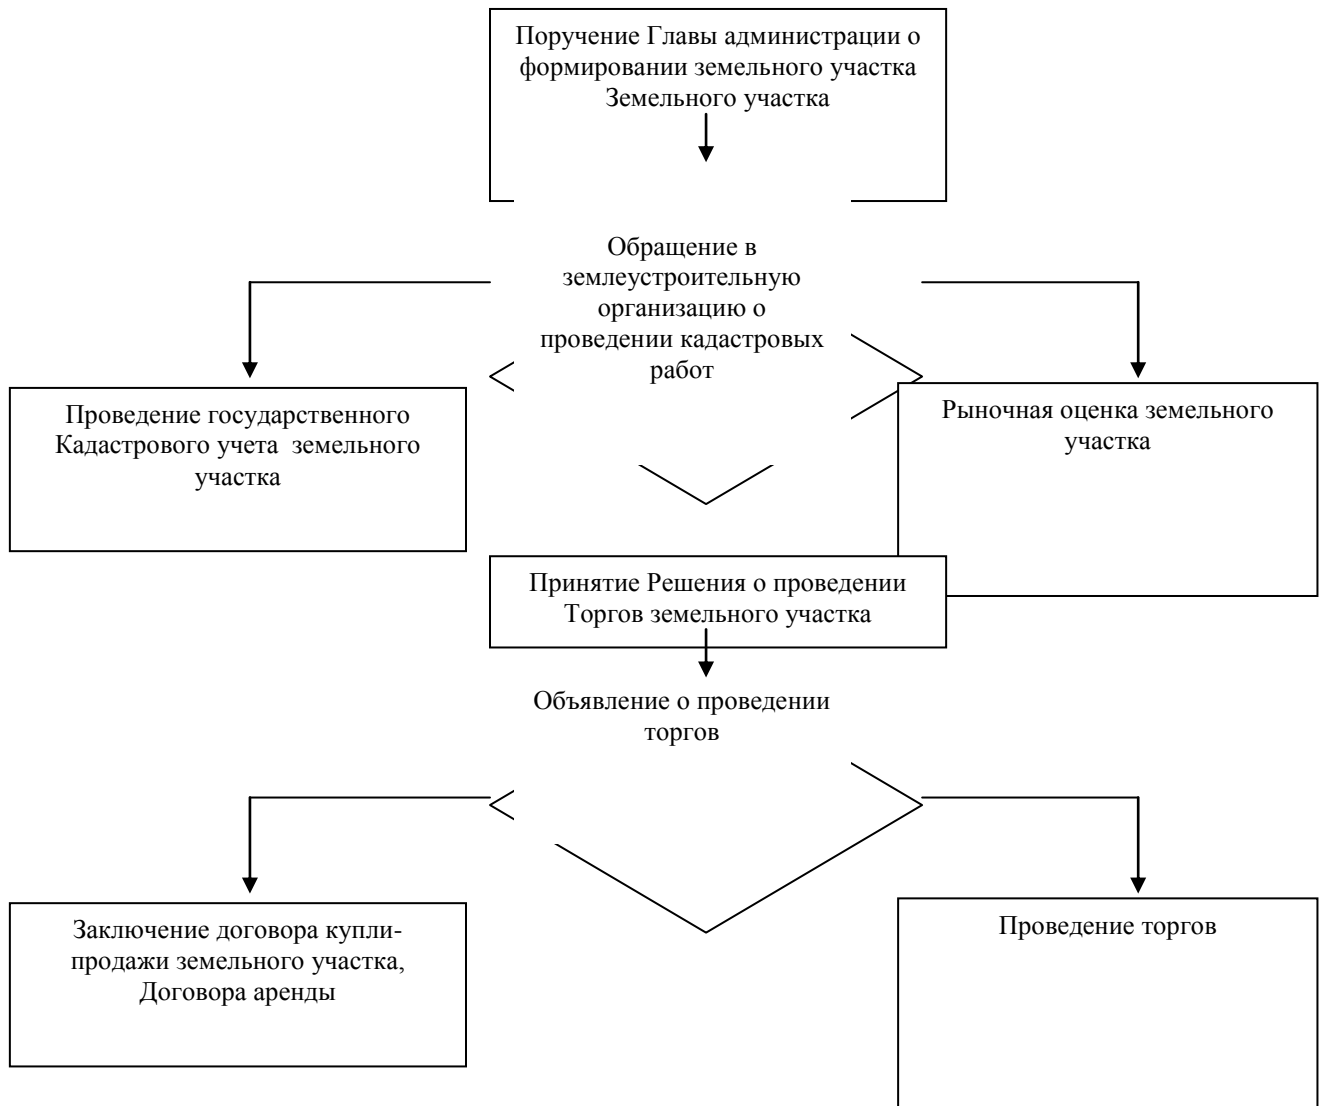 Поручение Главы администрации о
формировании земельного участка
Земельного участка
Обращение в
землеустроительную
организацию о
проведении кадастровых
работ
Проведение государственного
Кадастрового учета  земельного
участка
Рыночная оценка земельного
участка
Принятие Решения о проведении
Торгов земельного участка
Объявление о проведении
торгов
Заключение договора купли-
продажи земельного участка,
Договора аренды
Проведение торгов